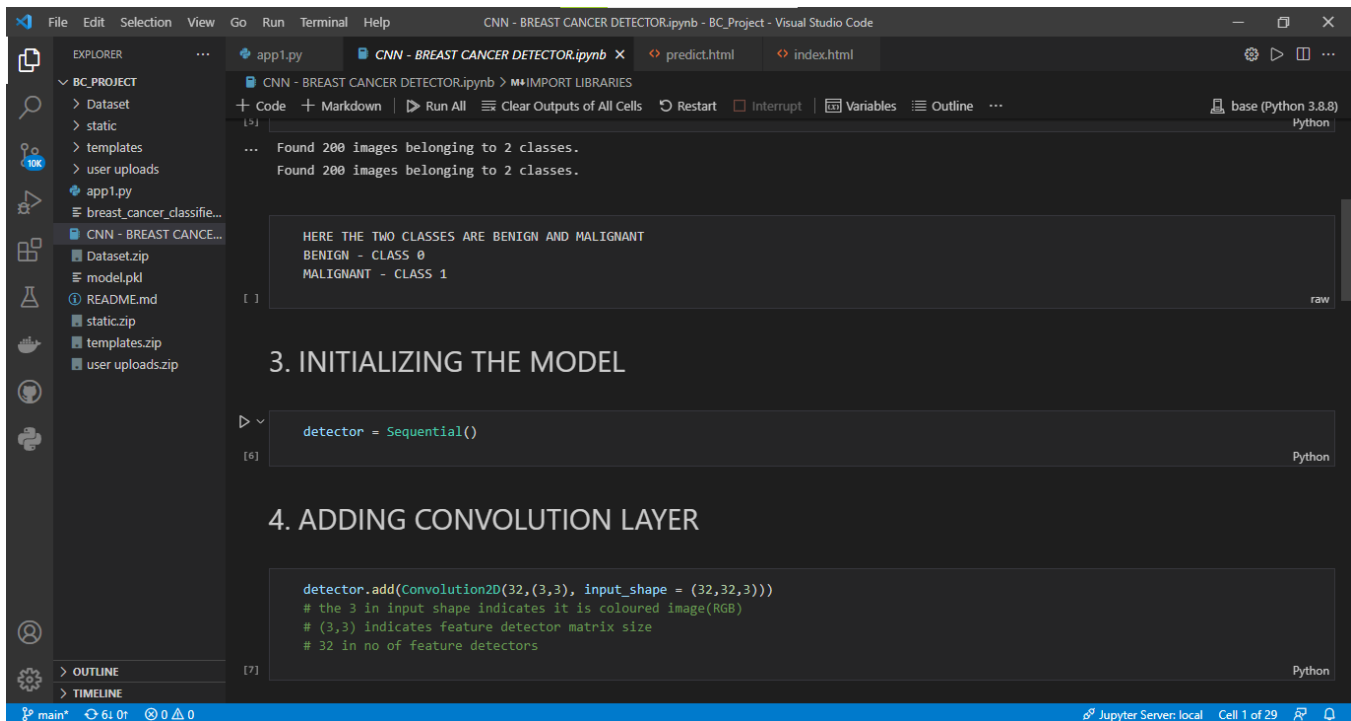 File Edit Selection View Go Run Terminal Help CNN - BREAST CANCER DETECTOR.ipynb - BC_Project - Visual Studio Code
EXPLORER ...
app1.py CNN - BREAST CANCER DETECTOR.ipynb predict.html index.html
BC_PROJECT
CNN - BREAST CANCER DETECTOR.ipynb > M↓IMPORT LIBRARIES
+ Code + Markdown Run All Clear Outputs of All Cells Restart Interrupt Variables Outline ... base (Python 3.8.8)
Dataset
static
templates
user uploads
app1.py
breast_cancer_classifie...
CNN - BREAST CANCE...
Dataset.zip
model.pkl
README.md
static.zip
templates.zip
user uploads.zip
10K
OUTLINE
TIMELINE
[5] Python
... Found 200 images belonging to 2 classes.
Found 200 images belonging to 2 classes.
HERE THE TWO CLASSES ARE BENIGN AND MALIGNANT
BENIGN - CLASS 0
MALIGNANT - CLASS 1
[ ] raw
3. INITIALIZING THE MODEL
detector = Sequential()
[6] Python
4. ADDING CONVOLUTION LAYER
detector.add(Convolution2D(32,(3,3), input_shape = (32,32,3)))
# the 3 in input shape indicates it is coloured image(RGB)
# (3,3) indicates feature detector matrix size
# 32 in no of feature detectors
[7] Python
main* 6↓ 0↑ 0 0 Jupyter Server: local Cell 1 of 29